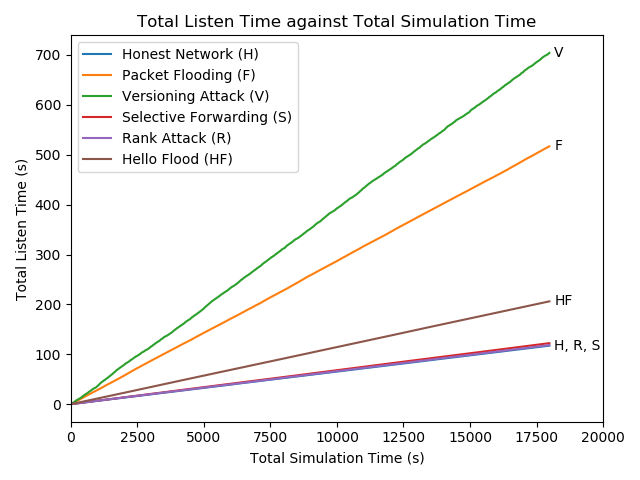 Total Listen Time against Total Simulation Time
Honest Network (H)
Packet Flooding (F)
Versioning Attack (V)
Selective Forwarding (S)
Rank Attack (R)
Hello Flood (HF)
V
F
HF
H, R, S
Total Listen Time (s)
700
600
500
400
300
200
100
0
0 2500 5000 7500 10000 12500 15000 17500 20000
Total Simulation Time (s)